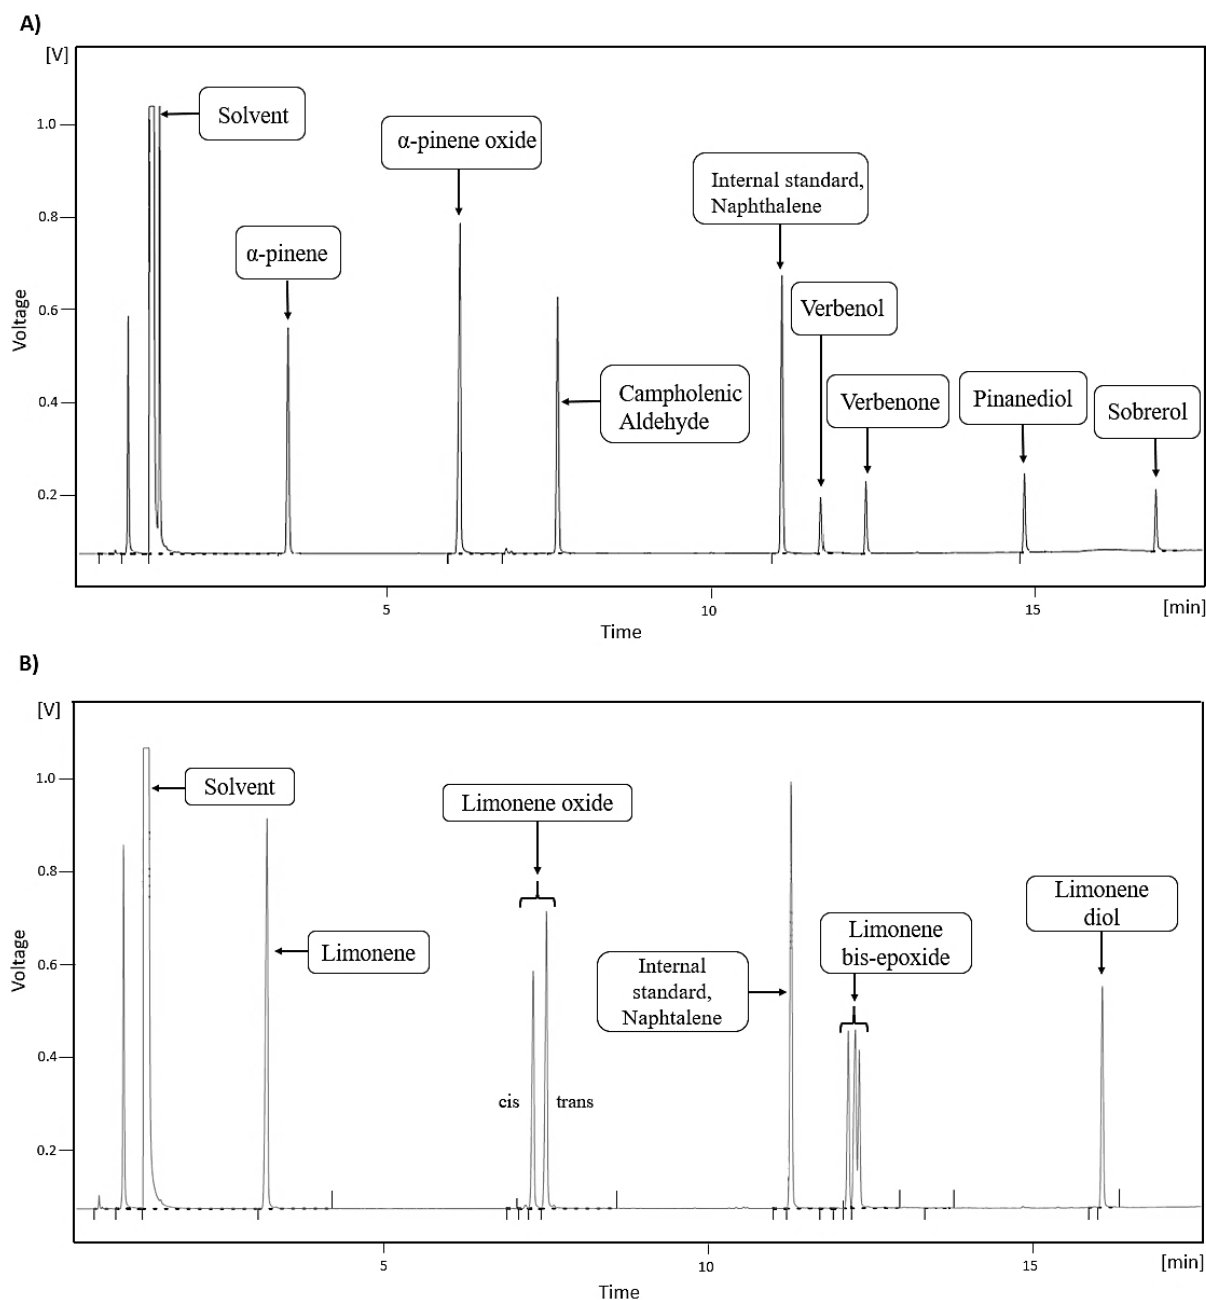 A)
[V]
Solvent
1.0
α-pinene oxide
Internal standard,
Naphthalene
0.8
α-pinene
Verbenol
0.6
Voltage
Campholenic
Aldehyde
Verbenone
Pinanediol
Sobrerol
0.4
0.2
5
10
15
[min]
Time
B)
[V]
Solvent
1.0
Limonene oxide
0.8
Limonene
diol
Limonene
bis-epoxide
Limonene
Internal
standard,
Naphtalene
0.6
Voltage
0.4
cis
trans
0.2
5
10
15
[min]
Time